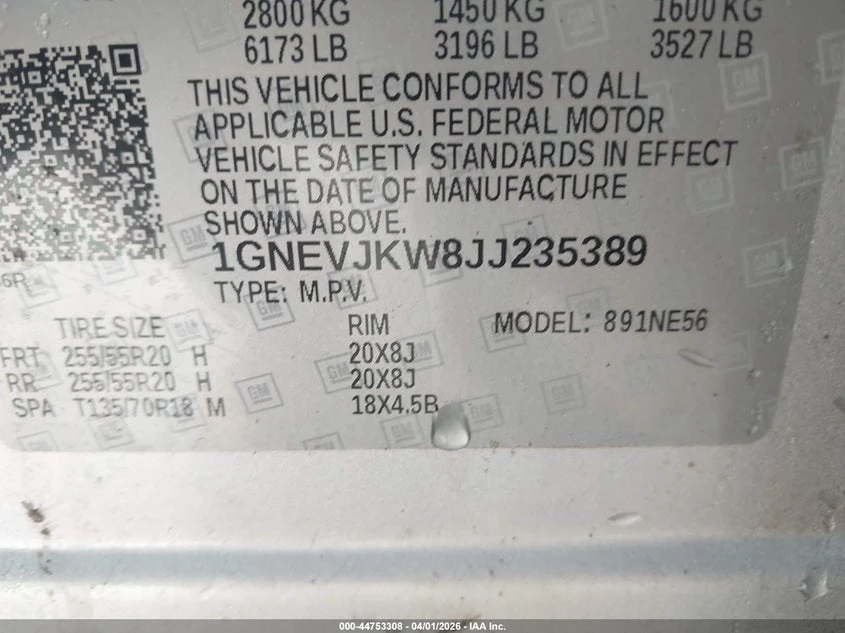 2800 KG 1450 KG 1600 KG
6173 LB 3196 LB 3527 LB
THIS VEHICLE CONFORMS TO ALL
APPLICABLE U.S. FEDERAL MOTOR
VEHICLE SAFETY STANDARDS IN EFFECT
ON THE DATE OF MANUFACTURE
SHOWN ABOVE.
1GNEVJKW8JJ235389
TYPE: M.P.V.
TIRE SIZE RIM MODEL: 891NE56
FRT 255/55R20 H 20X8J
RR 255/55R20 H 20X8J
SPA T135/70R18 M 18X4.5B
000-44753308 - 04/01/2026 - IAA Inc.